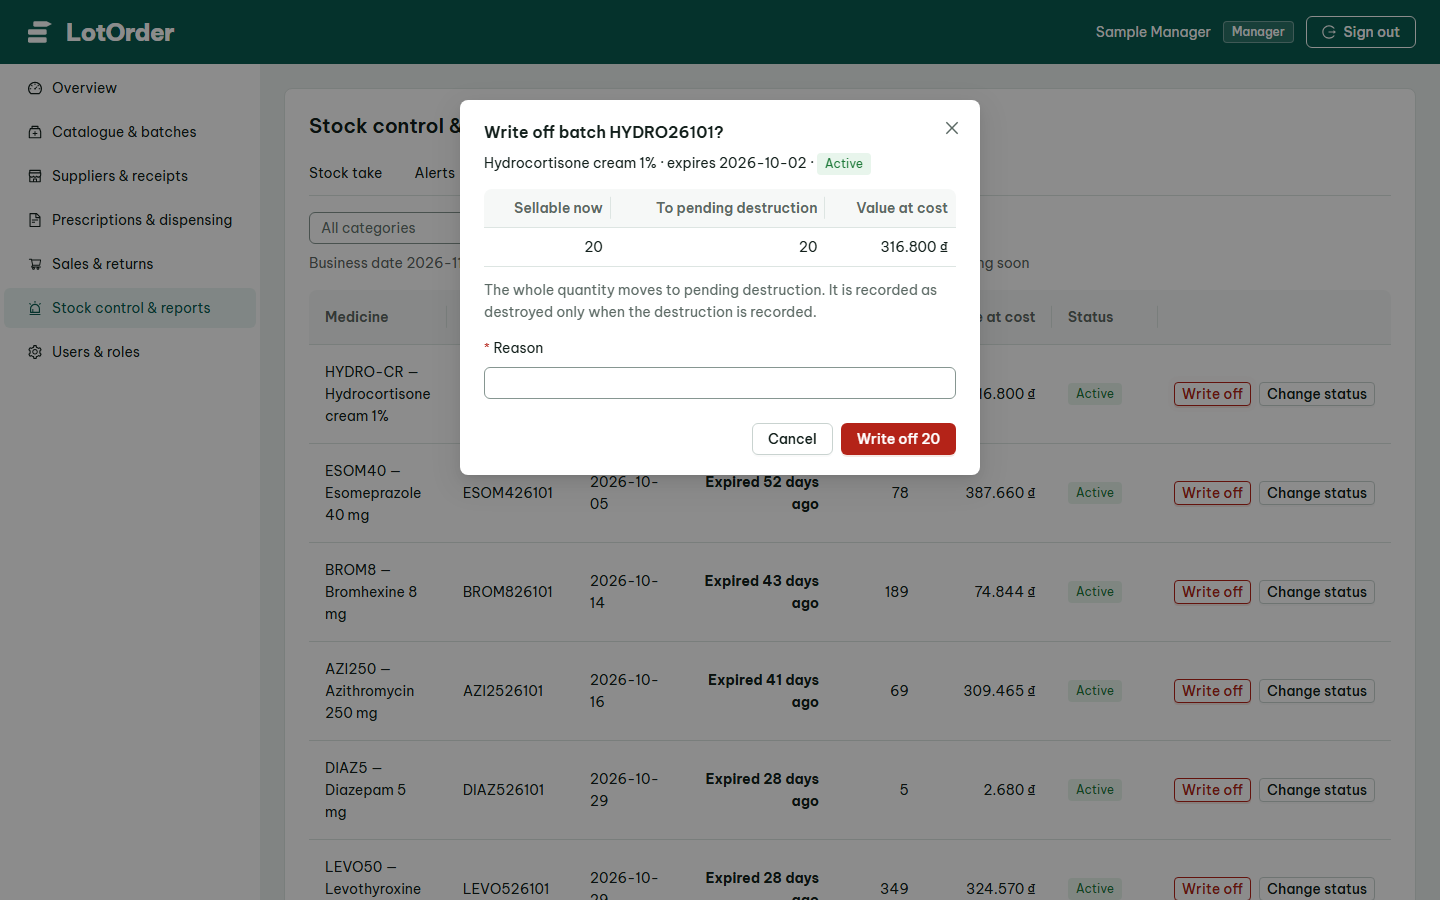 LotOrder
Sample Manager
Manager
Sign out
Overview
Catalogue & batches
Suppliers & receipts
Prescriptions & dispensing
Sales & returns
Stock control & reports
Users & roles
Stock control &
Stock take
Alerts
All categories
Business date 2026-11
ng soon
Write off batch HYDRO26101?
Hydrocortisone cream 1% · expires 2026-10-02 · Active
Sellable now
To pending destruction
Value at cost
20
20
316.800 ₫
The whole quantity moves to pending destruction. It is recorded as
destroyed only when the destruction is recorded.
* Reason
Cancel
Write off 20
Medicine
at cost
Status
HYDRO-CR —
Hydrocortisone
cream 1%
16.800 ₫
Active
Write off
Change status
ESOM40 —
Esomeprazole
40 mg
ESOM426101
2026-10-
05
Expired 52 days
ago
78
387.660 ₫
Active
Write off
Change status
BROM8 —
Bromhexine 8
mg
BROM826101
2026-10-
14
Expired 43 days
ago
189
74.844 ₫
Active
Write off
Change status
AZI250 —
Azithromycin
250 mg
AZI2526101
2026-10-
16
Expired 41 days
ago
69
309.465 ₫
Active
Write off
Change status
DIAZ5 —
Diazepam 5
mg
DIAZ526101
2026-10-
29
Expired 28 days
ago
5
2.680 ₫
Active
Write off
Change status
LEVO50 —
Levothyroxine
LEVO526101
2026-10-
29
Expired 28 days
ago
349
324.570 ₫
Active
Write off
Change status